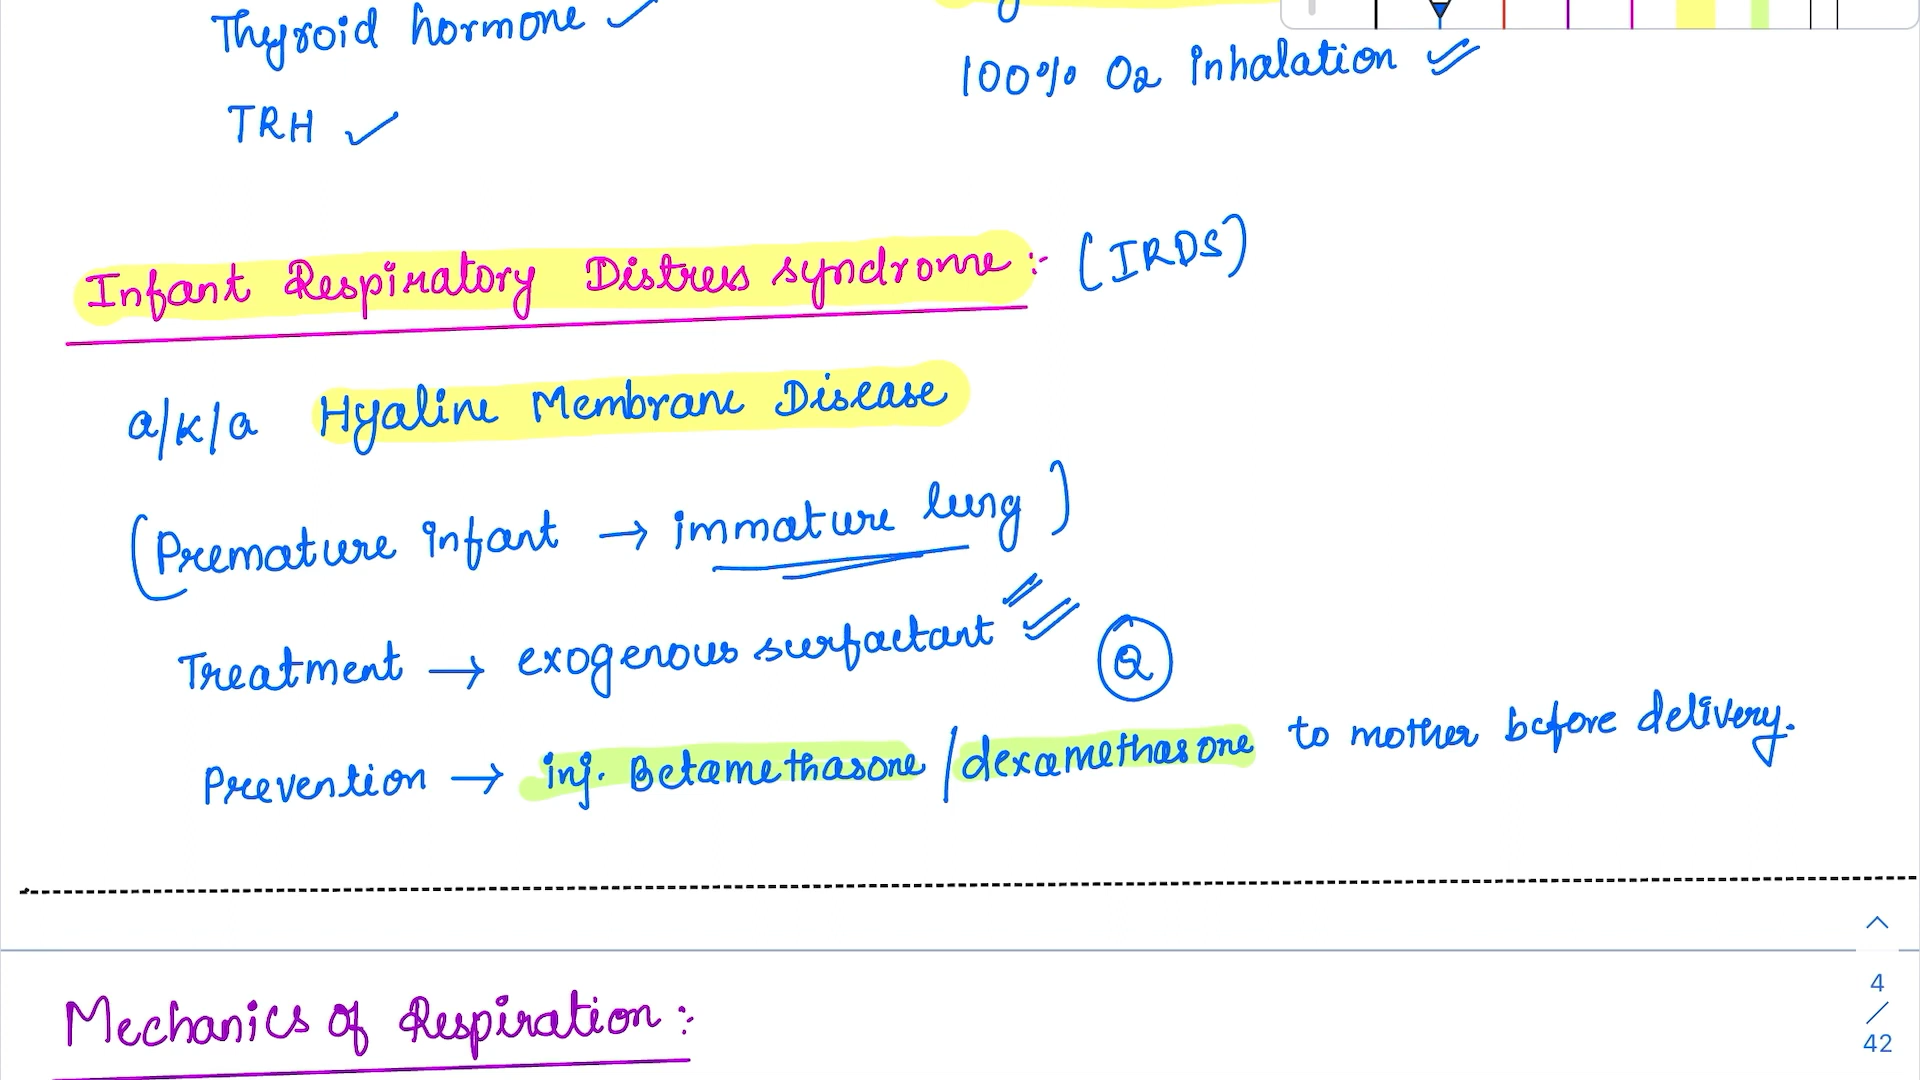 Thyroid hormone
100% O2 inhalation
TRH
Infant Respiratory Distress syndrome :- (IRDS)
a/k/a Hyaline Membrane Disease
(Premature infant → immature lung)
Treatment → exogenous surfactant
Q
Prevention → inj. Betamethasone / dexamethasone to mother before delivery.
Mechanics of Respiration :-
4
/
42